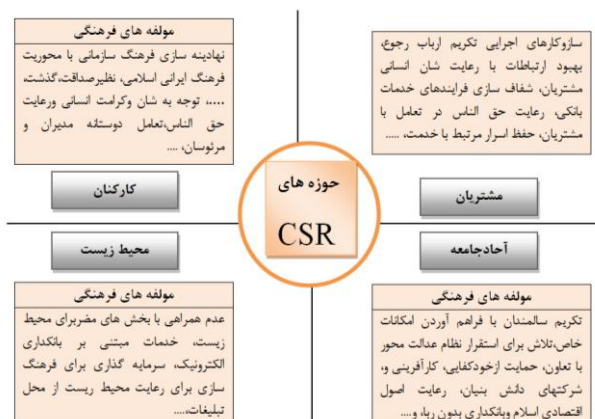 مولفه های فرهنگی
نهادینه سازی فرهنگ سازمانی با محوریت
فرهنگ ایرانی اسلامی، نظیرصداقت،گذشت،
....، توجه به شان وکرامت انسانی ورعایت
حق الناس،تعامل دوستانه مدیران و
مرئوسان، ....
کارکنان
سازوکارهای اجرایی تکریم ارباب رجوع،
بهبود ارتباطات با رعایت شان انسانی
مشتریان، شفاف سازی فرایندهای خدمات
بانکی، رعایت حق الناس در تعامل با
مشتریان، حفظ اسرار مرتبط با خدمت، .....
مشتریان
حوزه های
CSR
محیط زیست
مولفه های فرهنگی
عدم همراهی با بخش های مضربرای محیط
زیست، خدمات مبتنی بر بانکداری
الکترونیک، سرمایه گذاری برای فرهنگ
سازی برای رعایت محیط ریست از محل
تبلیغات،....
آحادجامعه
مولفه های فرهنگی
تکریم سالمندان با فراهم آوردن امکانات
خاص،تلاش برای استقرار نظام عدالت محور
با تعاون، حمایت ازخودکفایی، کارآفرینی و،
شرکتهای دانش بنیان، رعایت اصول
اقتصادی اسلام وبانکداری بدون ربا، و....